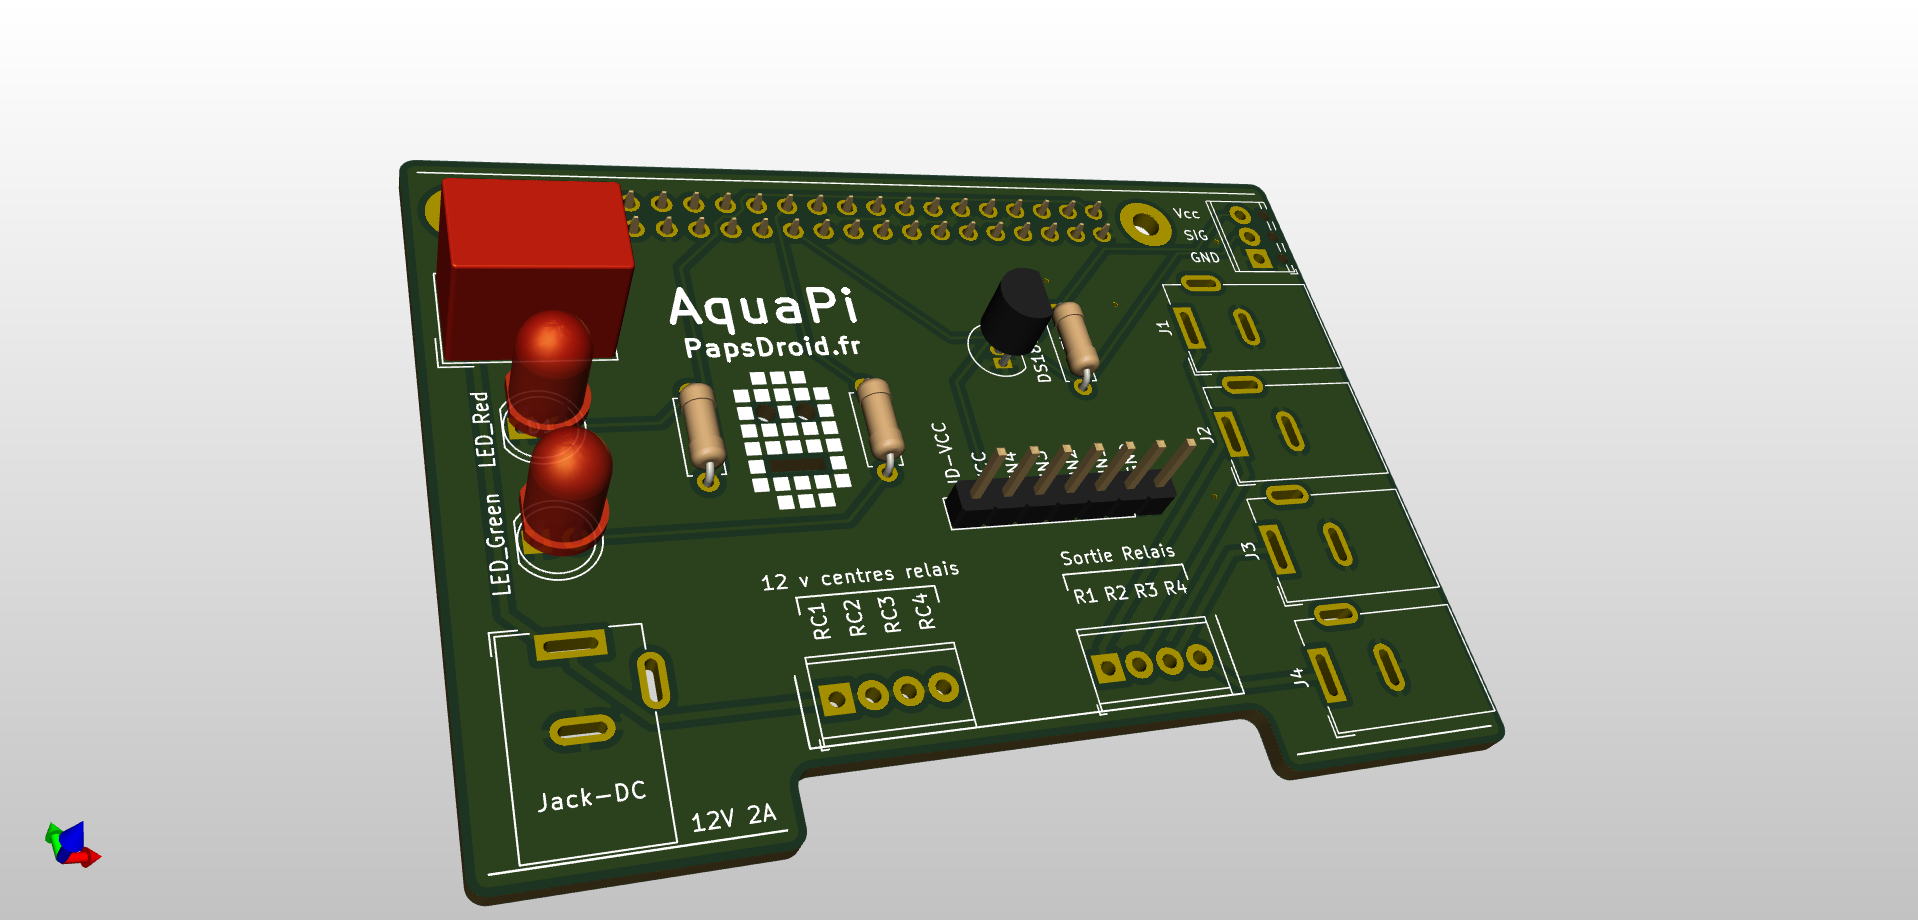 Vcc
SIG
GND
AquaPi
PapsDroid.fr
J1
J2
J3
J4
LED_Red
LED_Green
12 v centres relais
RC1 RC2 RC3 RC4
Sortie Relais
R1 R2 R3 R4
Jack-DC
12V 2A